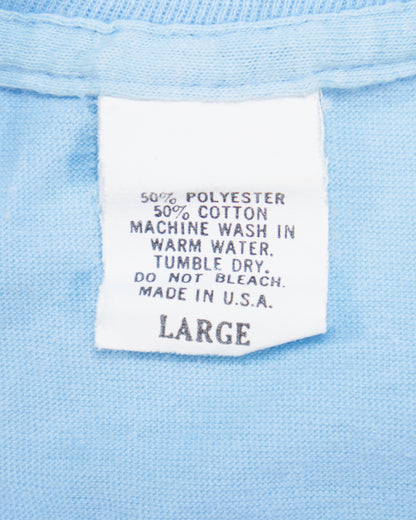 50% POLYESTER
50% COTTON
MACHINE WASH IN
WARM WATER.
TUMBLE DRY.
DO NOT BLEACH.
MADE IN U.S.A.
LARGE